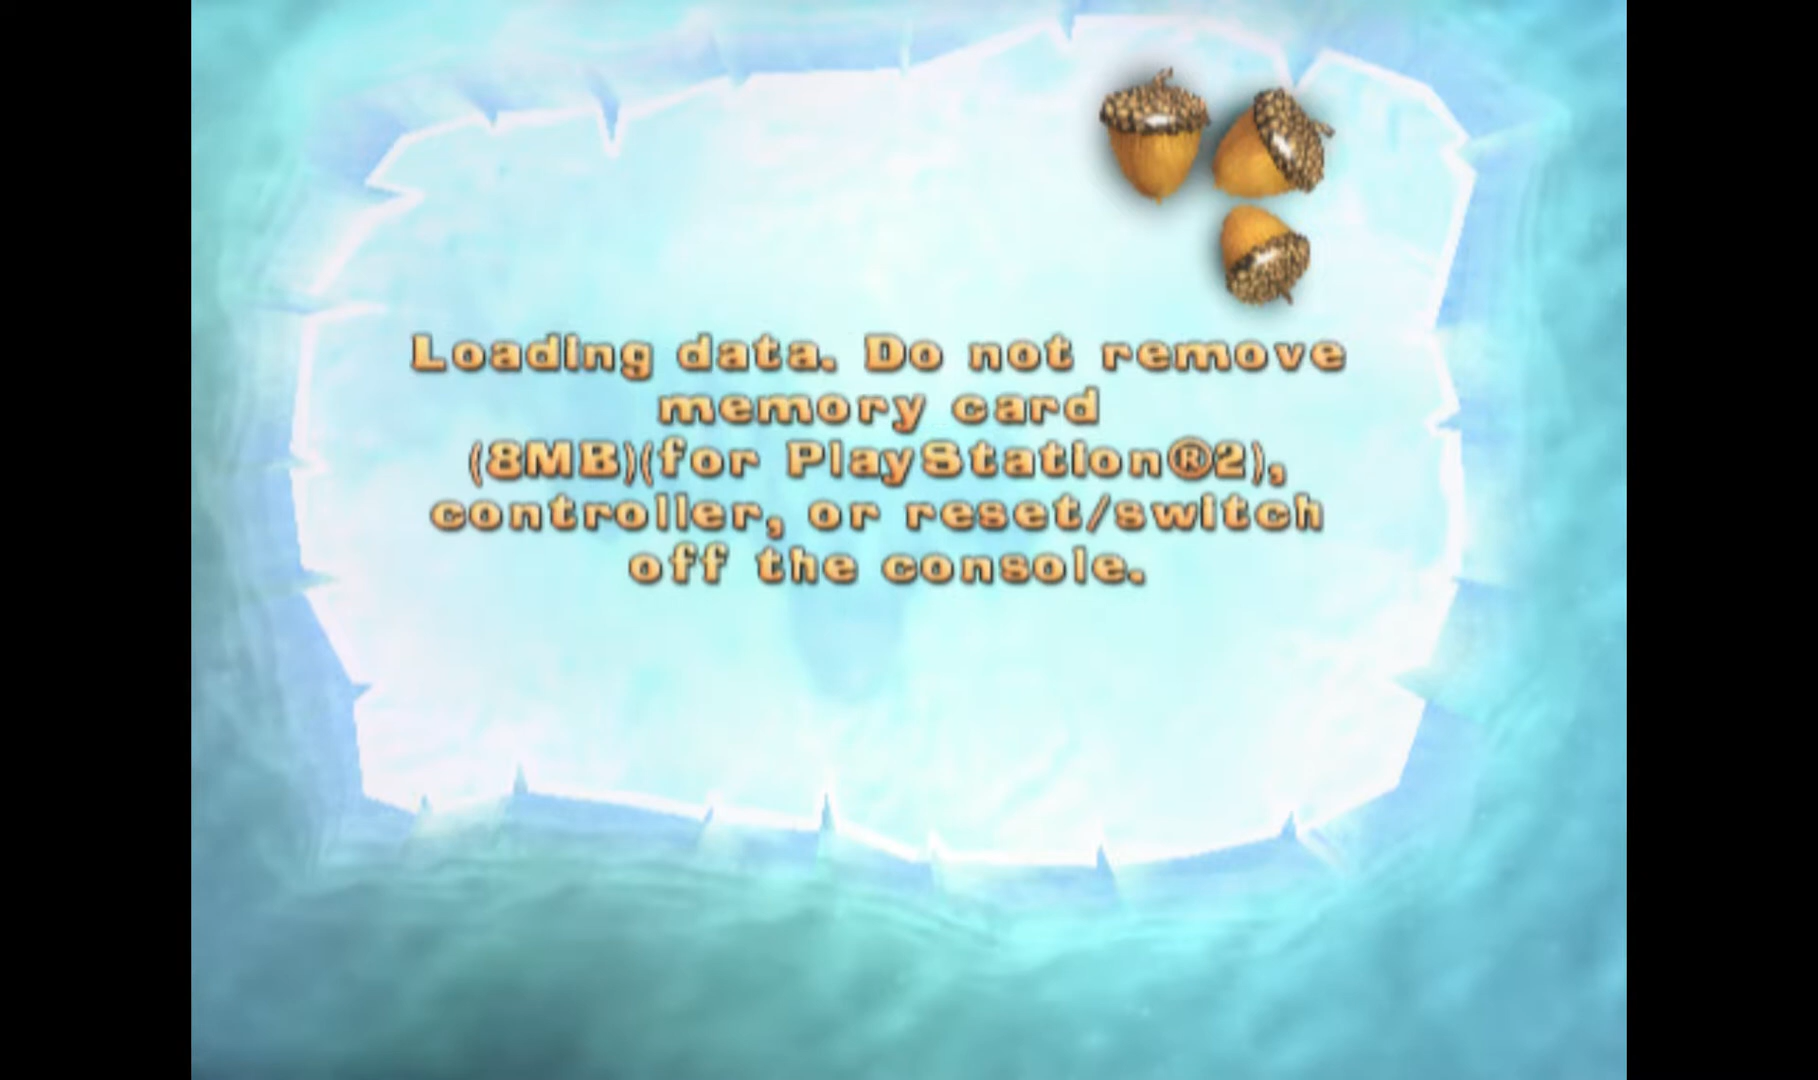 Loading data. Do not remove
memory card
(8MB)(for PlayStation®2),
controller, or reset/switch
off the console.